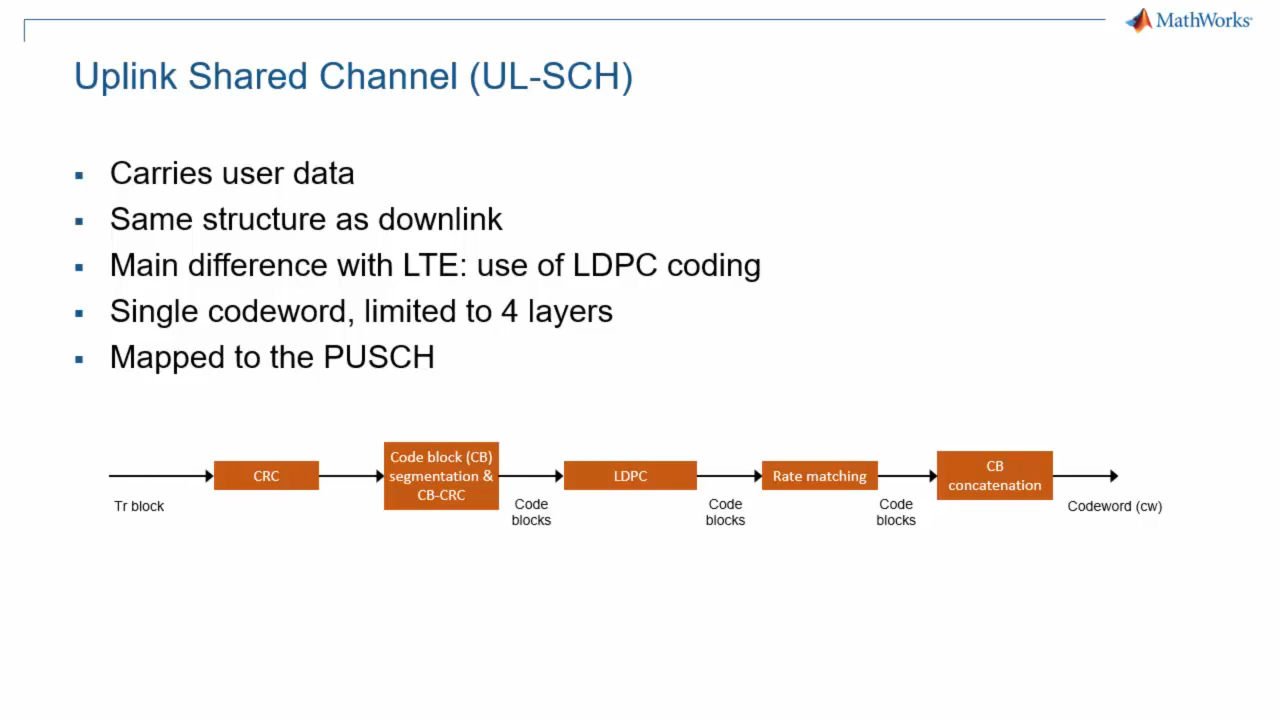 MathWorks
Uplink Shared Channel (UL-SCH)
▪ Carries user data
▪ Same structure as downlink
▪ Main difference with LTE: use of LDPC coding
▪ Single codeword, limited to 4 layers
▪ Mapped to the PUSCH
Tr block
CRC
Code block (CB)
segmentation &
CB-CRC
Code
blocks
LDPC
Code
blocks
Rate matching
Code
blocks
CB
concatenation
Codeword (cw)